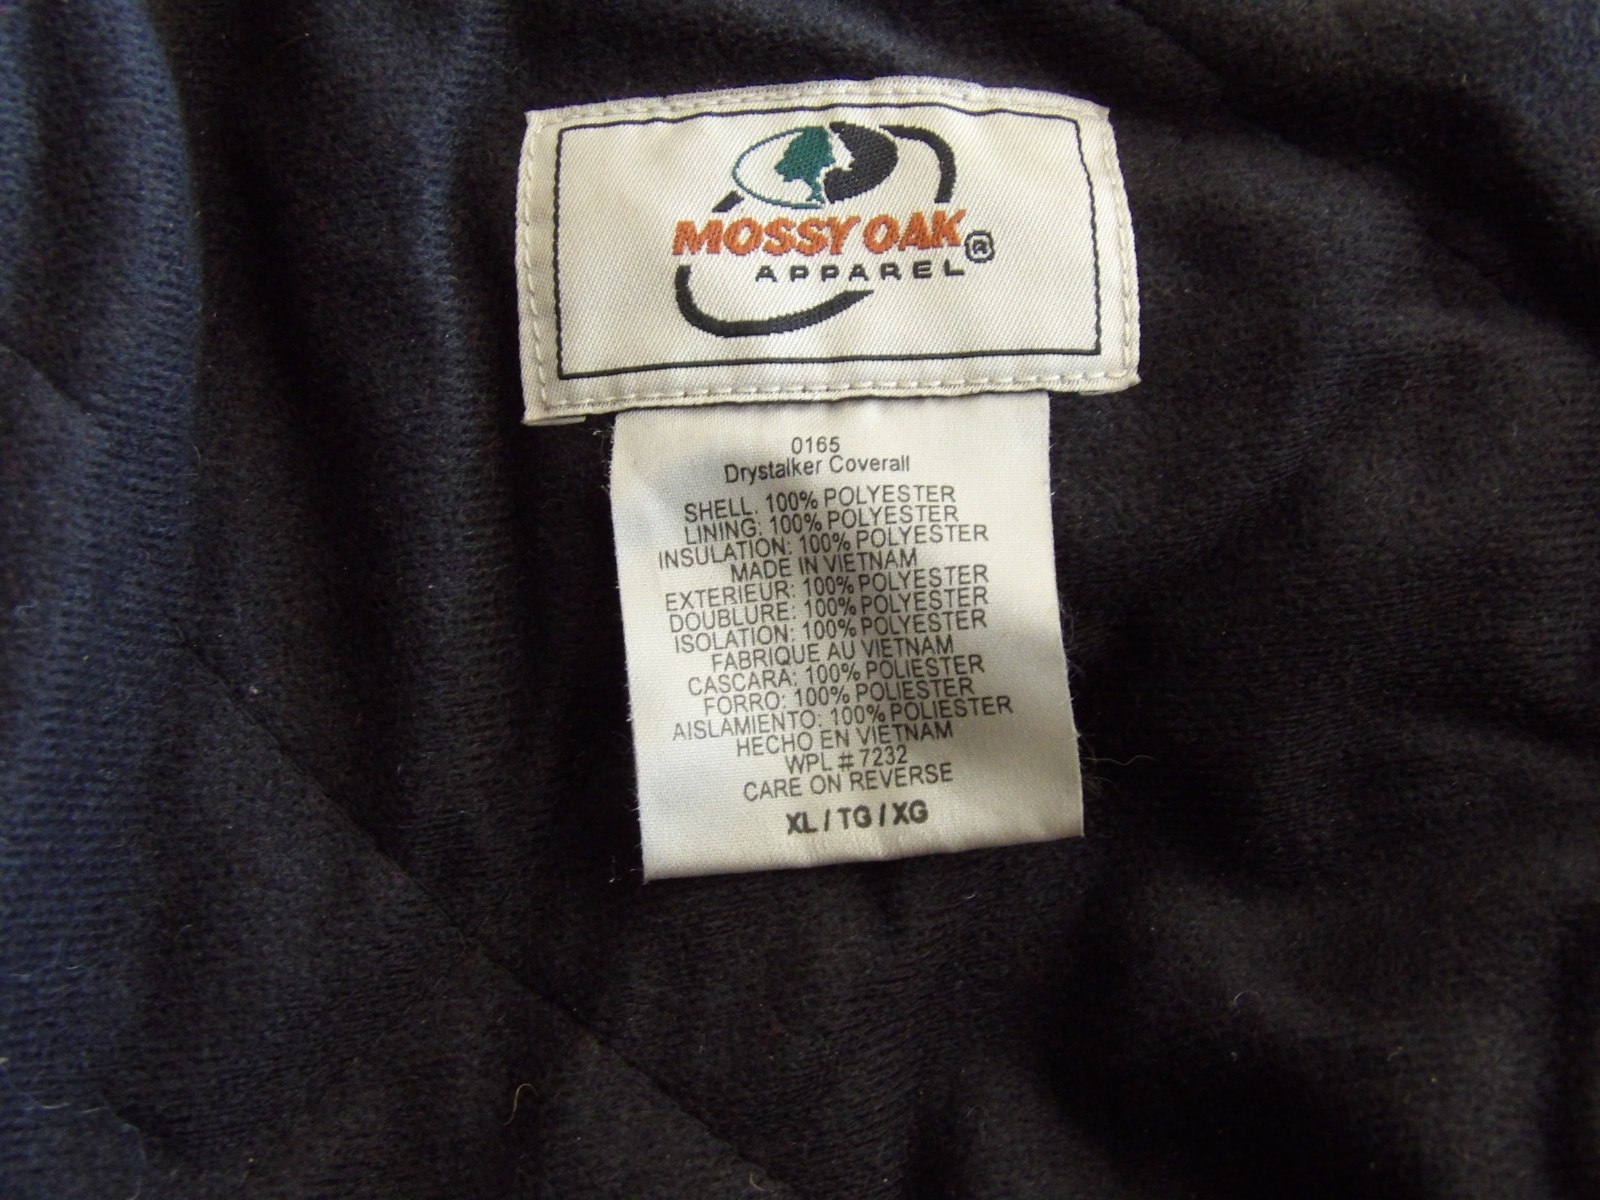 MOSSY OAK®
APPAREL
0165
Drystalker Coverall
SHELL. 100% POLYESTER
LINING: 100% POLYESTER
INSULATION: 100% POLYESTER
MADE IN VIETNAM
EXTERIEUR: 100% POLYESTER
DOUBLURE: 100% POLYESTER
ISOLATION: 100% POLYESTER
FABRIQUE AU VIETNAM
CASCARA: 100% POLIESTER
FORRO: 100% POLIESTER
AISLAMIENTO: 100% POLIESTER
HECHO EN VIETNAM
WPL # 7232
CARE ON REVERSE
XL / TG / XG